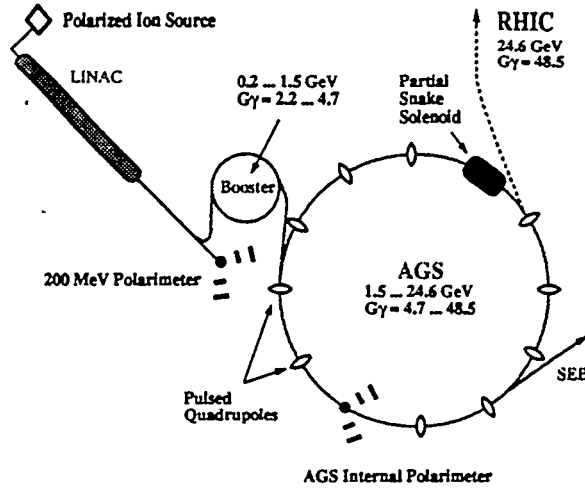 Polarized Ion Source
LINAC
0.2 ... 1.5 GeV
Gγ = 2.2 ... 4.7
Partial
Snake
Solenoid
RHIC
24.6 GeV
Gγ = 48.5
Booster
200 MeV Polarimeter
AGS
1.5 ... 24.6 GeV
Gγ = 4.7 ... 48.5
SEB
Pulsed
Quadrupoles
AGS Internal Polarimeter